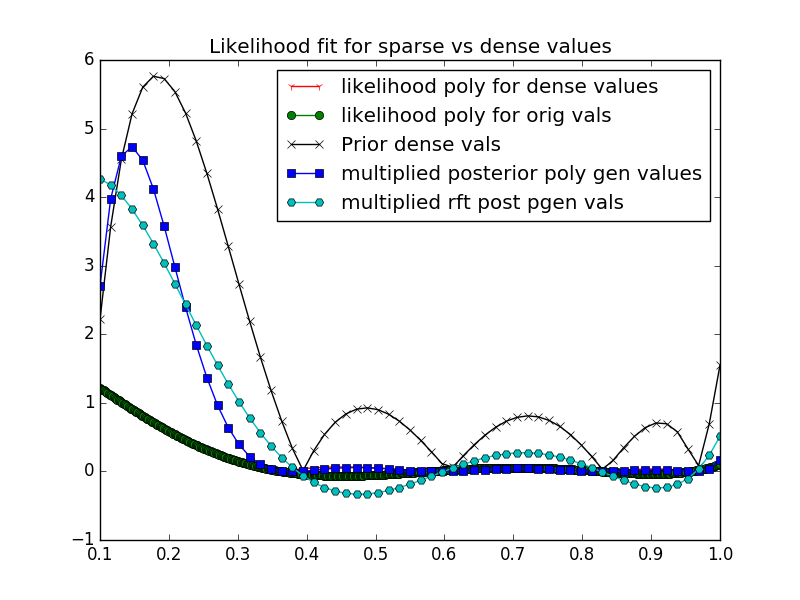 Likelihood fit for sparse vs dense values
likelihood poly for dense values
likelihood poly for orig vals
Prior dense vals
multiplied posterior poly gen values
multiplied rft post pgen vals
6
5
4
3
2
1
0
−1
0.1 0.2 0.3 0.4 0.5 0.6 0.7 0.8 0.9 1.0